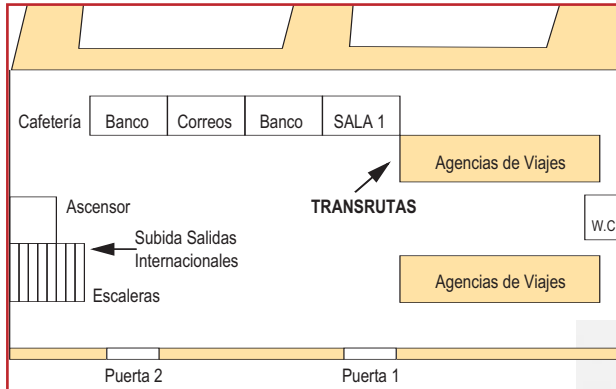 Cafetería
Banco
Correos
Banco
SALA 1
Agencias de Viajes
TRANSRUTAS
Ascensor
W.C
Subida Salidas
Internacionales
Agencias de Viajes
Escaleras
Puerta 2
Puerta 1